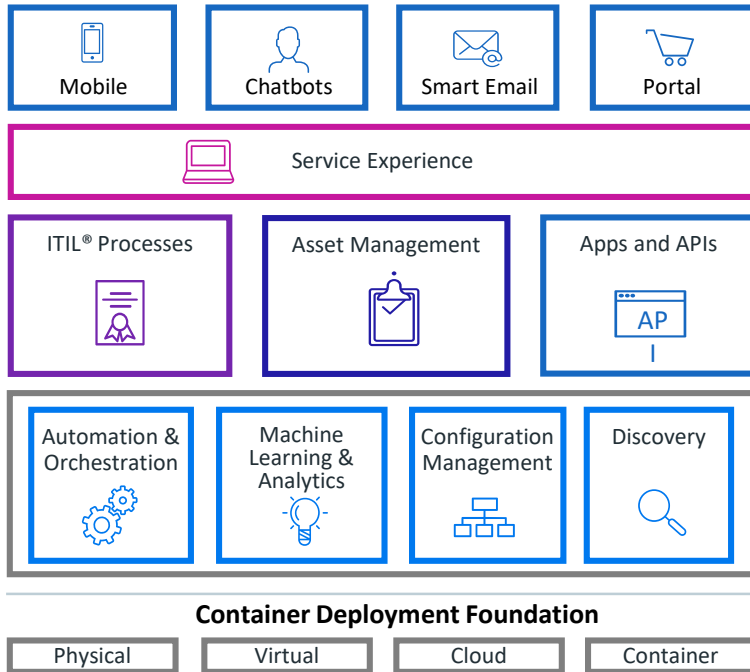 Mobile
Chatbots
Smart Email
Portal
Service Experience
ITIL® Processes
Asset Management
Apps and APIs
AP
I
Automation &
Orchestration
Machine
Learning &
Analytics
Configuration
Management
Discovery
Container Deployment Foundation
Physical
Virtual
Cloud
Container